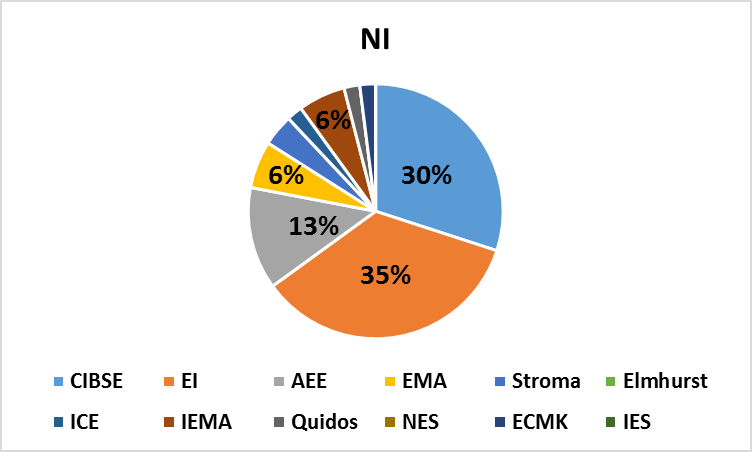 NI
6%
30%
6%
13%
35%
CIBSE EI AEE EMA Stroma Elmhurst
ICE IEMA Quidos NES ECMK IES